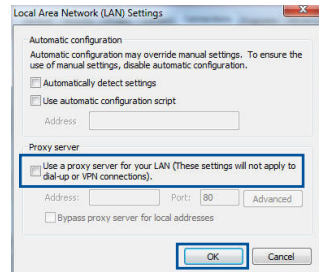 Local Area Network (LAN) Settings
Automatic configuration
Automatic configuration may override manual settings. To ensure the
use of manual settings, disable automatic configuration.
Automatically detect settings
Use automatic configuration script
Address
Proxy server
Use a proxy server for your LAN (These settings will not apply to
dial-up or VPN connections).
Address: Port: 80 Advanced
Bypass proxy server for local addresses
OK Cancel